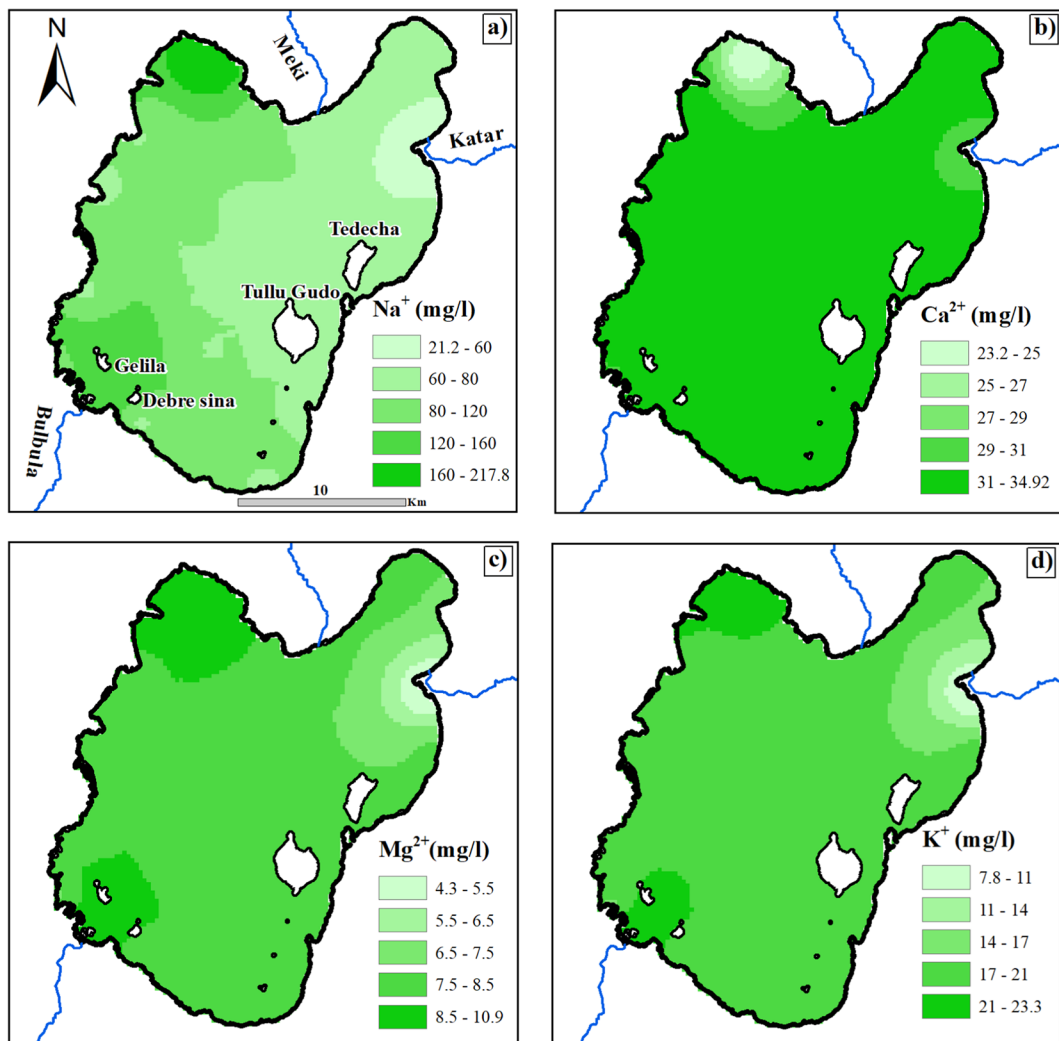 N
a)
Meki
Katar
Tedecha
Tullu Gudo
Na⁺ (mg/l)
21.2 - 60
60 - 80
80 - 120
120 - 160
160 - 217.8
Gelila
Debre sina
Bulbula
10
Km
b)
Ca²⁺ (mg/l)
23.2 - 25
25 - 27
27 - 29
29 - 31
31 - 34.92
c)
Mg²⁺(mg/l)
4.3 - 5.5
5.5 - 6.5
6.5 - 7.5
7.5 - 8.5
8.5 - 10.9
d)
K⁺ (mg/l)
7.8 - 11
11 - 14
14 - 17
17 - 21
21 - 23.3